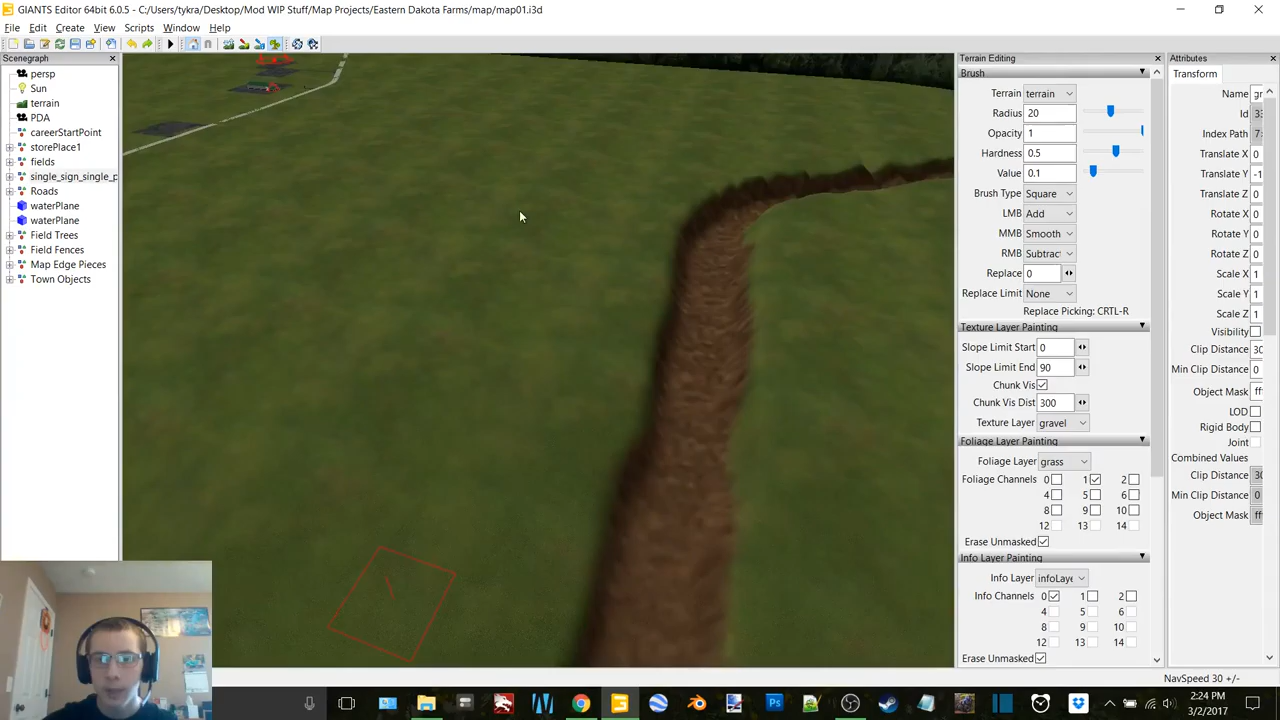 GIANTS Editor 64bit 6.0.5 - C:/Users/tykra/Desktop/Mod WIP Stuff/Map Projects/Eastern Dakota Farms/map/map01.i3d
File Edit Create View Scripts Window Help
Scenegraph
persp
Sun
terrain
PDA
careerStartPoint
storePlace1
fields
single_sign_single_p
Roads
waterPlane
waterPlane
Field Trees
Field Fences
Map Edge Pieces
Town Objects
Terrain Editing
Brush
Terrain terrain
Radius 20
Opacity 1
Hardness 0.5
Value 0.1
Brush Type Square
LMB Add
MMB Smooth
RMB Subtrac
Replace 0
Replace Limit None
Replace Picking: CRTL-R
Texture Layer Painting
Slope Limit Start 0
Slope Limit End 90
Chunk Vis
Chunk Vis Dist 300
Texture Layer gravel
Foliage Layer Painting
Foliage Layer grass
Foliage Channels 0 1 2
4 5 6
8 9 10
12 13 14
Erase Unmasked
Info Layer Painting
Info Layer infoLaye
Info Channels 0 1 2
4 5 6
8 9 10
12 13 14
Erase Unmasked
Attributes
Transform
Name gr
Id 3
Index Path 7
Translate X 0
Translate Y -1
Translate Z 0
Rotate X 0
Rotate Y 0
Rotate Z 0
Scale X 1
Scale Y 1
Scale Z 1
Visibility
Clip Distance 30
Min Clip Distance 0
Object Mask ff
LOD
Rigid Body
Joint
Combined Values
Clip Distance 30
Min Clip Distance 0
Object Mask ff
NavSpeed 30 +/-
2:24 PM
3/2/2017